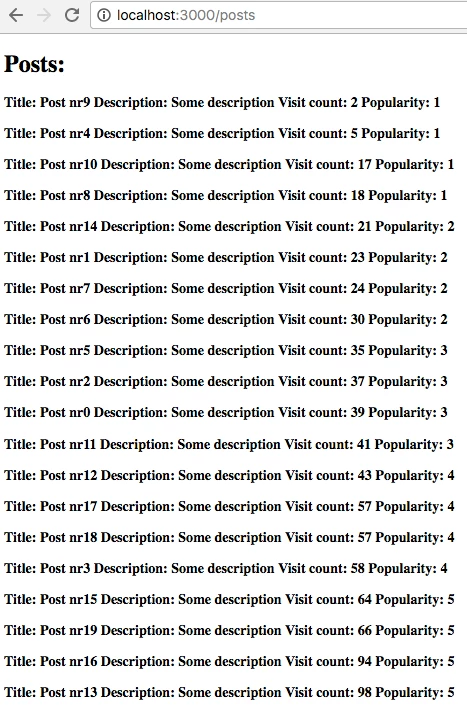 localhost:3000/posts
Posts:
Title: Post nr9 Description: Some description Visit count: 2 Popularity: 1
Title: Post nr4 Description: Some description Visit count: 5 Popularity: 1
Title: Post nr10 Description: Some description Visit count: 17 Popularity: 1
Title: Post nr8 Description: Some description Visit count: 18 Popularity: 1
Title: Post nr14 Description: Some description Visit count: 21 Popularity: 2
Title: Post nr1 Description: Some description Visit count: 23 Popularity: 2
Title: Post nr7 Description: Some description Visit count: 24 Popularity: 2
Title: Post nr6 Description: Some description Visit count: 30 Popularity: 2
Title: Post nr5 Description: Some description Visit count: 35 Popularity: 3
Title: Post nr2 Description: Some description Visit count: 37 Popularity: 3
Title: Post nr0 Description: Some description Visit count: 39 Popularity: 3
Title: Post nr11 Description: Some description Visit count: 41 Popularity: 3
Title: Post nr12 Description: Some description Visit count: 43 Popularity: 4
Title: Post nr17 Description: Some description Visit count: 57 Popularity: 4
Title: Post nr18 Description: Some description Visit count: 57 Popularity: 4
Title: Post nr3 Description: Some description Visit count: 58 Popularity: 4
Title: Post nr15 Description: Some description Visit count: 64 Popularity: 5
Title: Post nr19 Description: Some description Visit count: 66 Popularity: 5
Title: Post nr16 Description: Some description Visit count: 94 Popularity: 5
Title: Post nr13 Description: Some description Visit count: 98 Popularity: 5